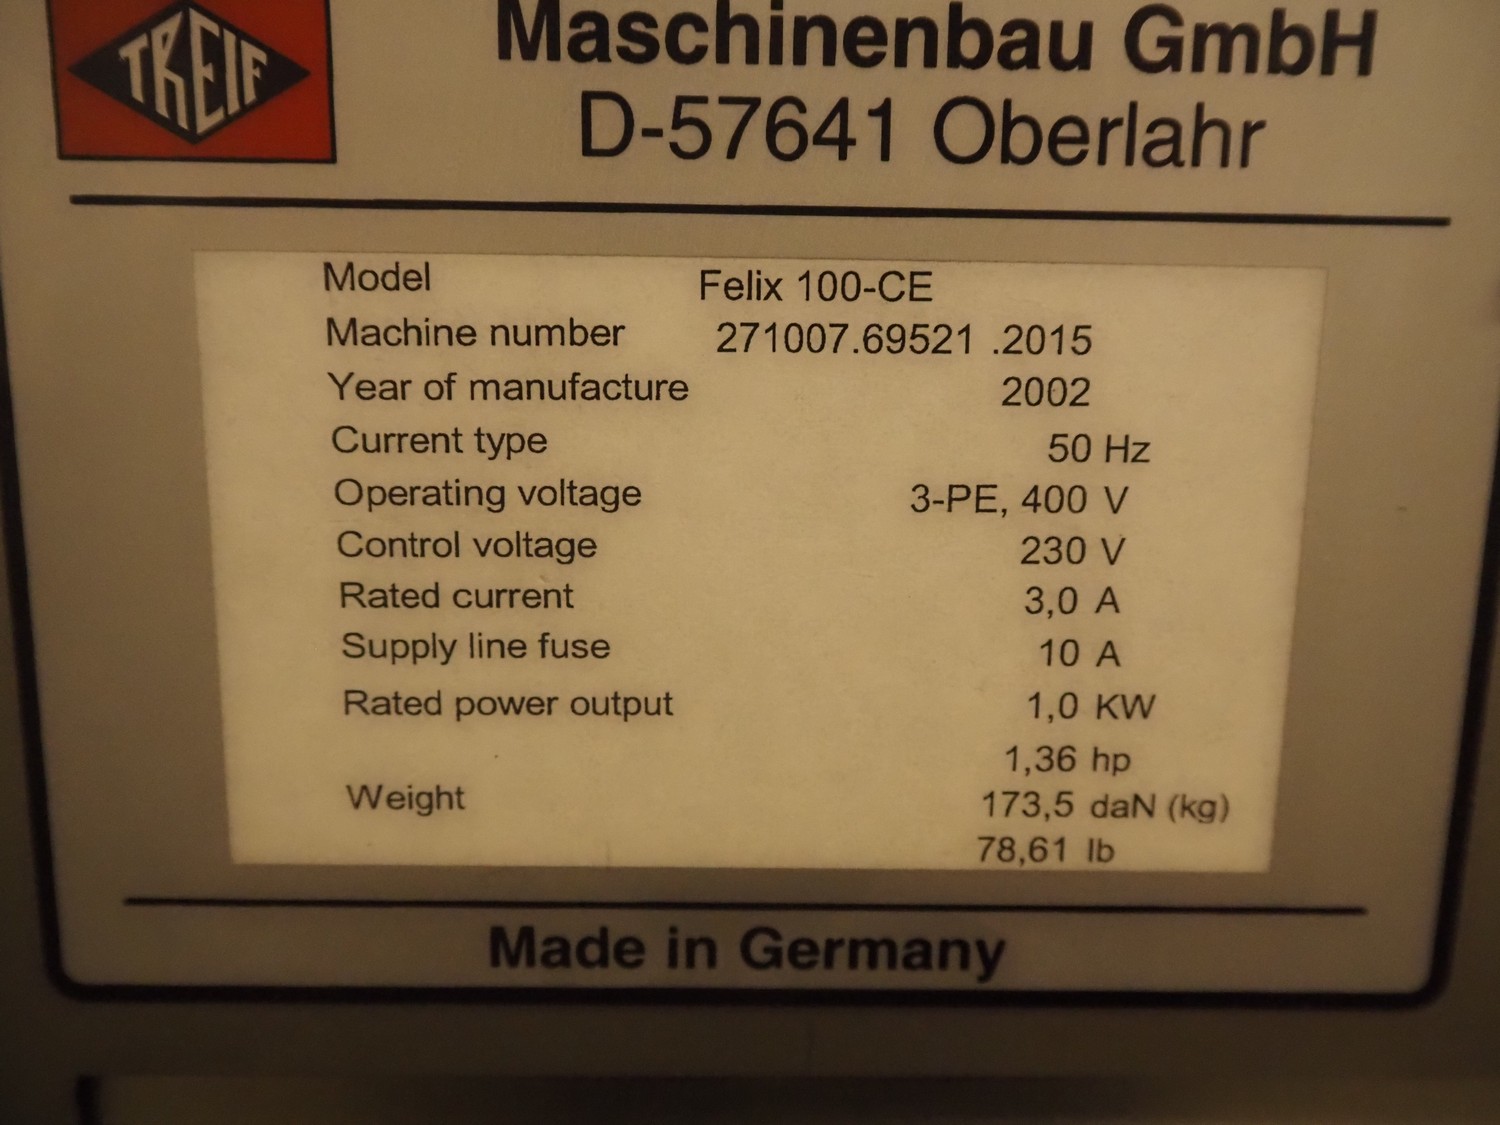 TREIF
Maschinenbau GmbH
D-57641 Oberlahr
Model Felix 100-CE
Machine number 271007.69521 .2015
Year of manufacture 2002
Current type 50 Hz
Operating voltage 3-PE, 400 V
Control voltage 230 V
Rated current 3,0 A
Supply line fuse 10 A
Rated power output 1,0 KW
1,36 hp
Weight 173,5 daN (kg)
78,61 lb
Made in Germany